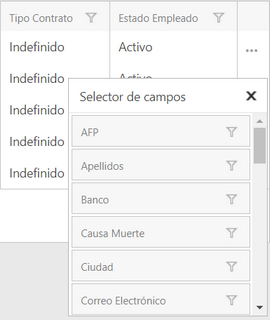 Tipo Contrato Estado Empleado
Indefinido Activo ...
Indefinido Activo
Indefinido
Indefinido
Indefinido
Selector de campos
AFP
Apellidos
Banco
Causa Muerte
Ciudad
Correo Electrónico